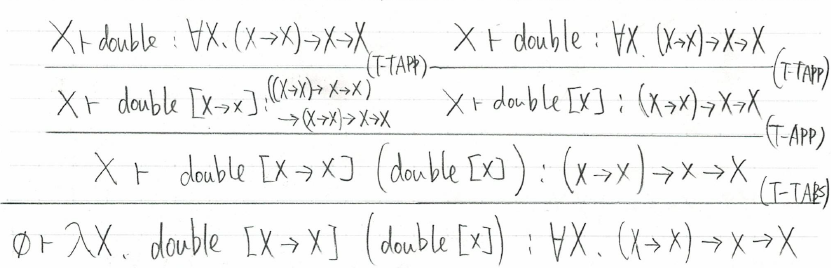 X ⊢ double : ∀X. (X→X)→X→X X ⊢ double : ∀X. (X→X)→X→X
(T-TAPP) (T-TAPP)
X ⊢ double [X→X] : ((X→X)→X→X) →(X→X)→X→X X ⊢ double [X] : (X→X)→X→X
(T-APP)
X ⊢ double [X→X] (double [X]) : (X→X)→X→X
(T-TABS)
∅ ⊢ λX. double [X→X] (double [X]) : ∀X. (X→X)→X→X